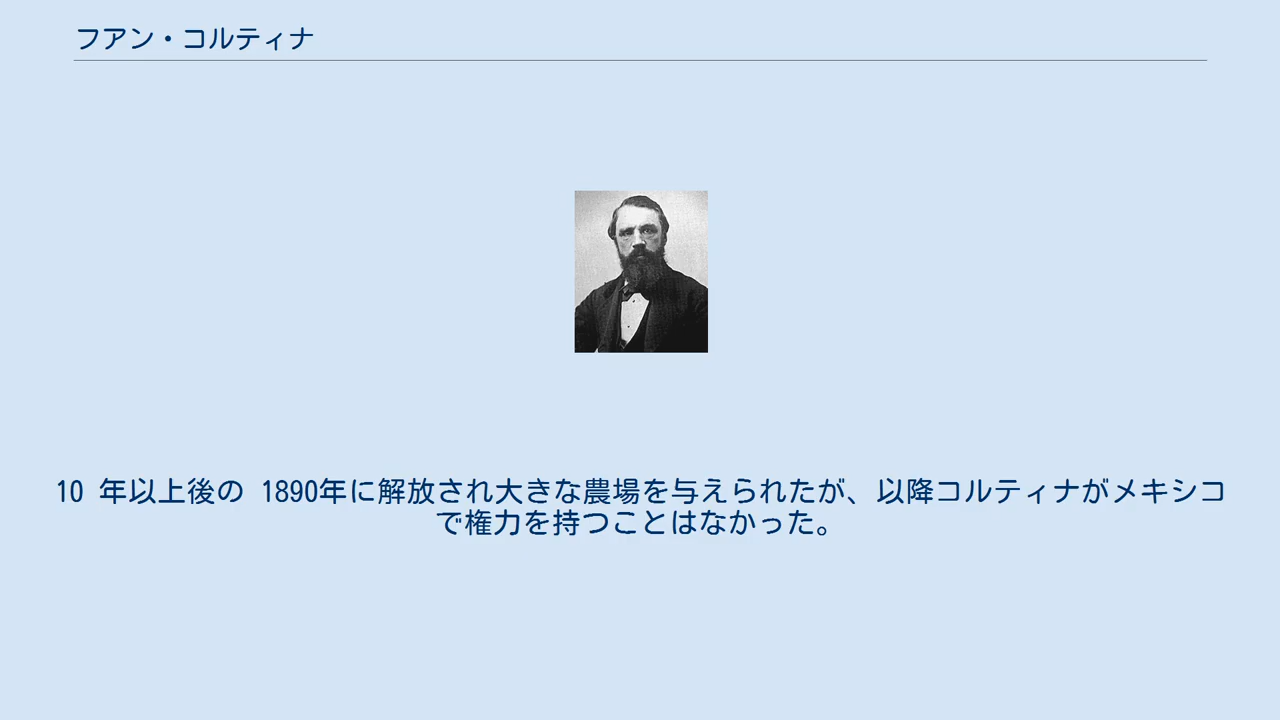 フアン・コルティナ
10 年以上後の 1890年に解放され大きな農場を与えられたが、以降コルティナがメキシコ
で権力を持つことはなかった。